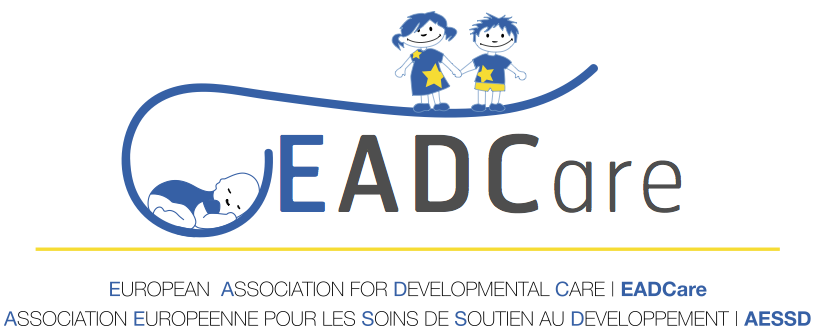 EADCare
EUROPEAN ASSOCIATION FOR DEVELOPMENTAL CARE | EADCare
ASSOCIATION EUROPEENNE POUR LES SOINS DE SOUTIEN AU DEVELOPPEMENT | AESSD